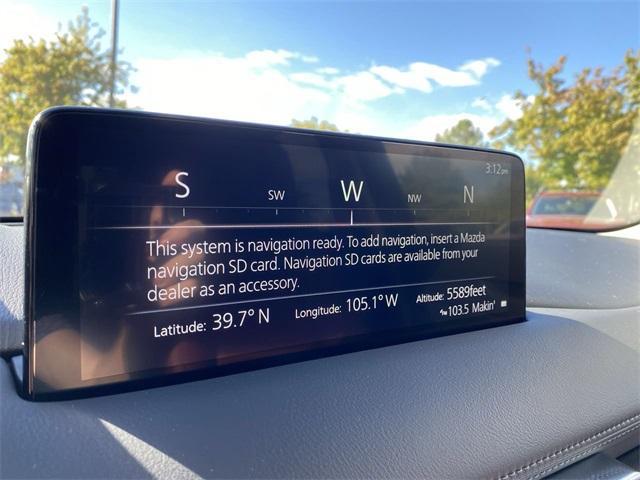 3:12pm
S SW W NW N
This system is navigation ready. To add navigation, insert a Mazda
navigation SD card. Navigation SD cards are available from your
dealer as an accessory.
Latitude: 39.7° N Longitude: 105.1° W Altitude: 5589feet
103.5 Makin'